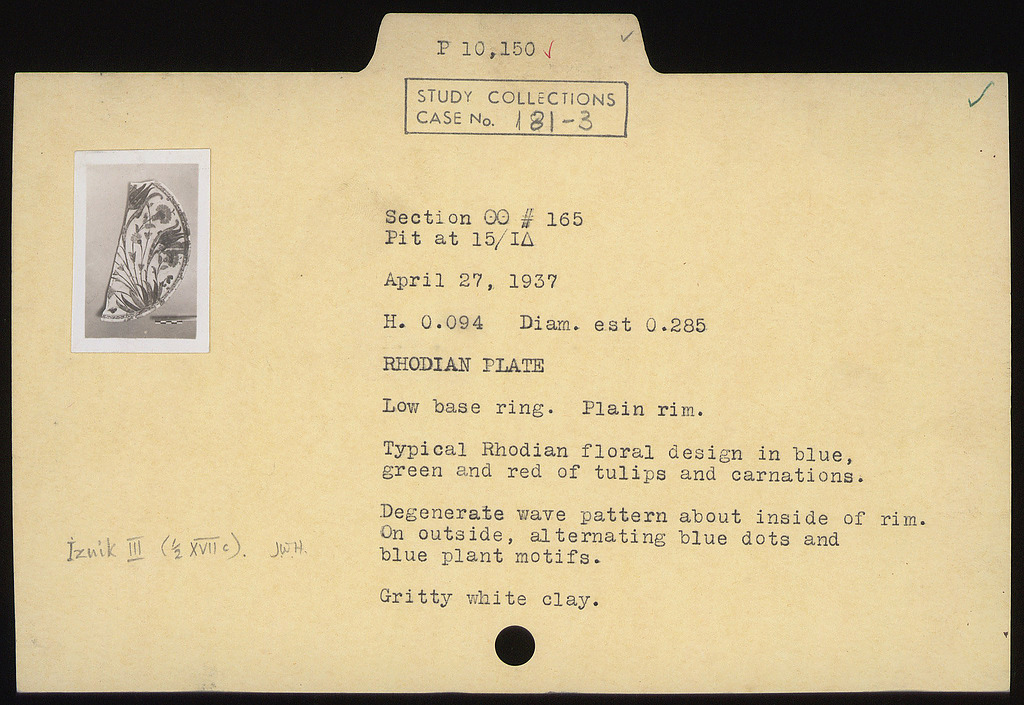 P 10,150
STUDY COLLECTIONS
CASE No. 181-3
Section ΘΘ # 165
Pit at 15/ΙΔ
April 27, 1937
H. 0.094   Diam. est 0.285
RHODIAN PLATE
Low base ring.  Plain rim.
Typical Rhodian floral design in blue,
green and red of tulips and carnations.
Degenerate wave pattern about inside of rim.
On outside, alternating blue dots and
blue plant motifs.
Gritty white clay.
İznik III (½ XVII c). JWH.